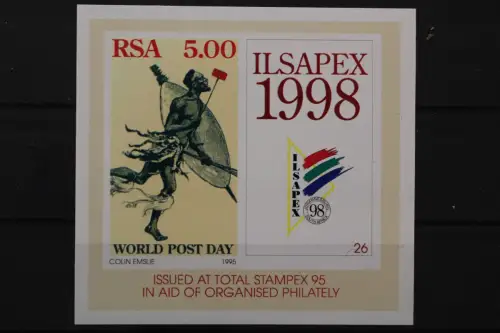 RSA 5.00
WORLD POST DAY
COLIN EMSLIE 1995
ILSAPEX
1998
ILSAPEX
98
26
ISSUED AT TOTAL STAMPEX 95
IN AID OF ORGANISED PHILATELY